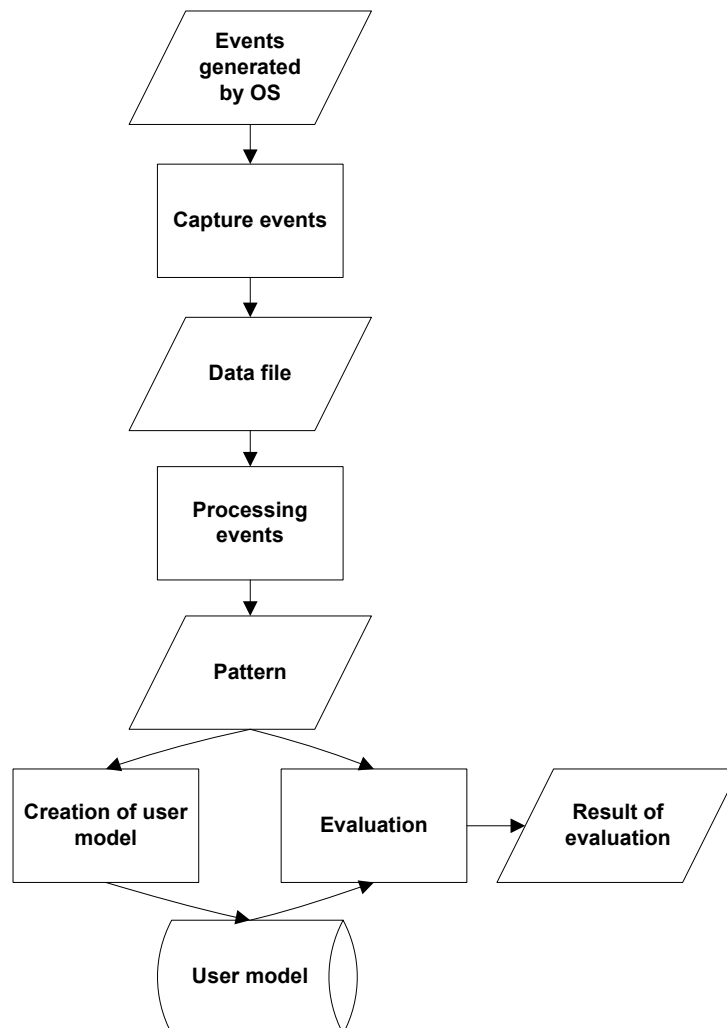 Events
generated
by OS
Capture events
Data file
Processing
events
Pattern
Creation of user
model
Evaluation
Result of
evaluation
User model